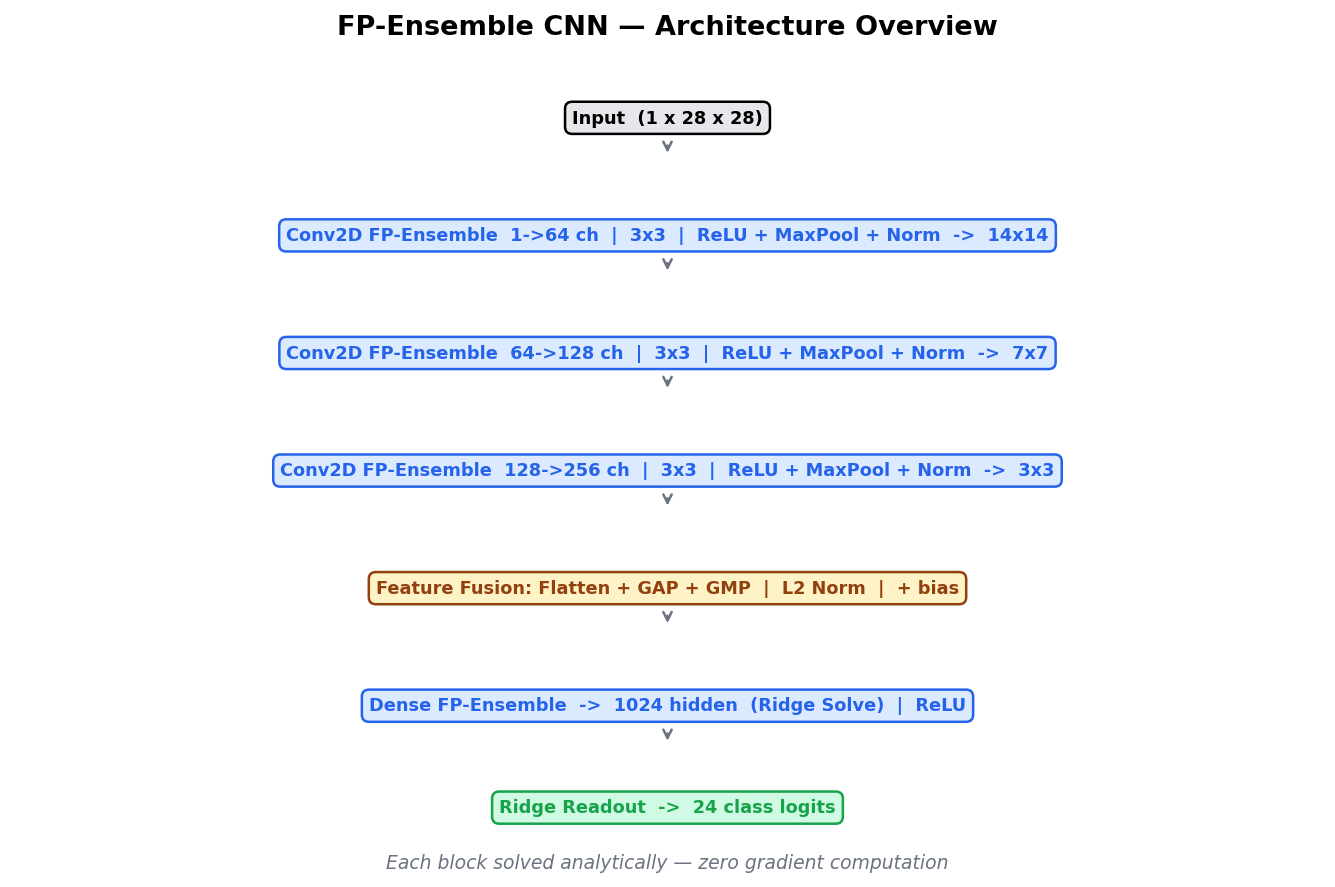 FP-Ensemble CNN — Architecture Overview
Input (1 x 28 x 28)
Conv2D FP-Ensemble 1->64 ch | 3x3 | ReLU + MaxPool + Norm -> 14x14
Conv2D FP-Ensemble 64->128 ch | 3x3 | ReLU + MaxPool + Norm -> 7x7
Conv2D FP-Ensemble 128->256 ch | 3x3 | ReLU + MaxPool + Norm -> 3x3
Feature Fusion: Flatten + GAP + GMP | L2 Norm | + bias
Dense FP-Ensemble -> 1024 hidden (Ridge Solve) | ReLU
Ridge Readout -> 24 class logits
Each block solved analytically — zero gradient computation